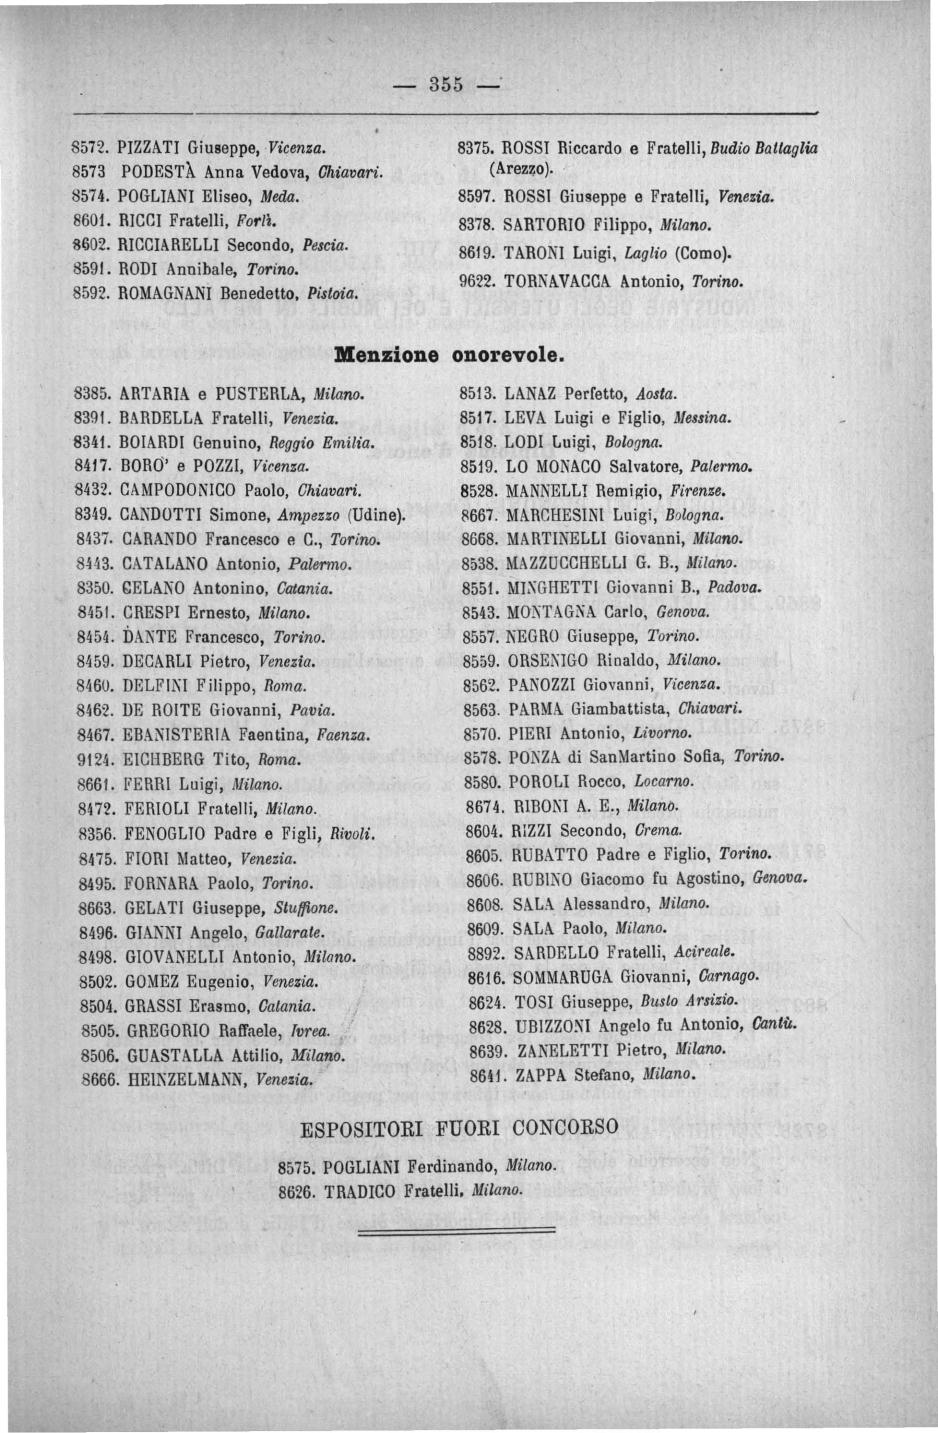 — 355 —
8572. PIZZATI Giuseppe, Vicenza.
8573 PODESTÀ Anna Vedova, Chiavari.
8574. POGLIANI Eliseo, Meda.
8601. RICCI Fratelli, Forlì.
8602. RICCIARELLI Secondo, Pescia.
8591. RODI Annibale, Torino.
8592. ROMAGNANI Benedetto, Pistoia.
8375. ROSSI Riccardo e Fratelli, Budio Battaglia
(Arezzo).
8597. ROSSI Giuseppe e Fratelli, Venezia.
8378. SARTORIO Filippo, Milano.
8619. TARONI Luigi, Laglio (Como).
9622. TORNAVACCA Antonio, Torino.
Menzione onorevole.
8385. ARTARIA e PUSTERLA, Milano.
8391. BARDELLA Fratelli, Venezia.
8341. BOIARDI Genuino, Reggio Emilia.
8417. BORO' e POZZI, Vicenza.
8432. CAMPODONICO Paolo, Chiavari.
8349. CANDOTTI Simone, Ampezzo (Udine).
8437. CARANDO Francesco e C., Torino.
8443. CATALANO Antonio, Palermo.
8350. CELANO Antonino, Catania.
8451. CRESPI Ernesto, Milano.
8454. DANTE Francesco, Torino.
8459. DECARLI Pietro, Venezia.
8460. DELFINI Filippo, Roma.
8462. DE ROITE Giovanni, Pavia.
8467. EBANISTERIA Faentina, Faenza.
9124. EICHBERG Tito, Roma.
8661. FERRI Luigi, Milano.
8472. FERIOLI Fratelli, Milano.
8356. FENOGLIO Padre e Figli, Rivoli.
8475. FIORI Matteo, Venezia.
8495. FORNARA Paolo, Torino.
8663. GELATI Giuseppe, Stuffione.
8496. GIANNI Angelo, Gallarate.
8498. GIOVANELLI Antonio, Milano.
8502. GOMEZ Eugenio, Venezia.
8504. GRASSI Erasmo, Catania.
8505. GREGORIO Raffaele, Ivrea.
8506. GUASTALLA Attilio, Milano.
8666. HEINZELMANN, Venezia.
8513. LANAZ Perfetto, Aosta.
8517. LEVA Luigi e Figlio, Messina.
8518. LODI Luigi, Bologna.
8519. LO MONACO Salvatore, Palermo.
8528. MANNELLI Remigio, Firenze.
8667. MARCHESINI Luigi, Bologna.
8668. MARTINELLI Giovanni, Milano.
8538. MAZZUCCHELLI G. B., Milano.
8551. MINGHETTI Giovanni B., Padova.
8543. MONTAGNA Carlo, Genova.
8557. NEGRO Giuseppe, Torino.
8559. ORSENIGO Rinaldo, Milano.
8562. PANOZZI Giovanni, Vicenza.
8563. PARMA Giambattista, Chiavari.
8570. PIERI Antonio, Livorno.
8578. PONZA di SanMartino Sofia, Torino.
8580. POROLI Rocco, Locarno.
8674. RIBONI A. E., Milano.
8604. RIZZI Secondo, Crema.
8605. RUBATTO Padre e Figlio, Torino.
8606. RUBINO Giacomo fu Agostino, Genova.
8608. SALA Alessandro, Milano.
8609. SALA Paolo, Milano.
8892. SARDELLO Fratelli, Acireale.
8616. SOMMARUGA Giovanni, Carnago.
8624. TOSI Giuseppe, Busto Arsizio.
8628. UBIZZONI Angelo fu Antonio, Cantù.
8639. ZANELETTI Pietro, Milano.
8641. ZAPPA Stefano, Milano.
ESPOSITORI FUORI CONCORSO
8575. POGLIANI Ferdinando, Milano.
8626. TRADICO Fratelli, Milano.